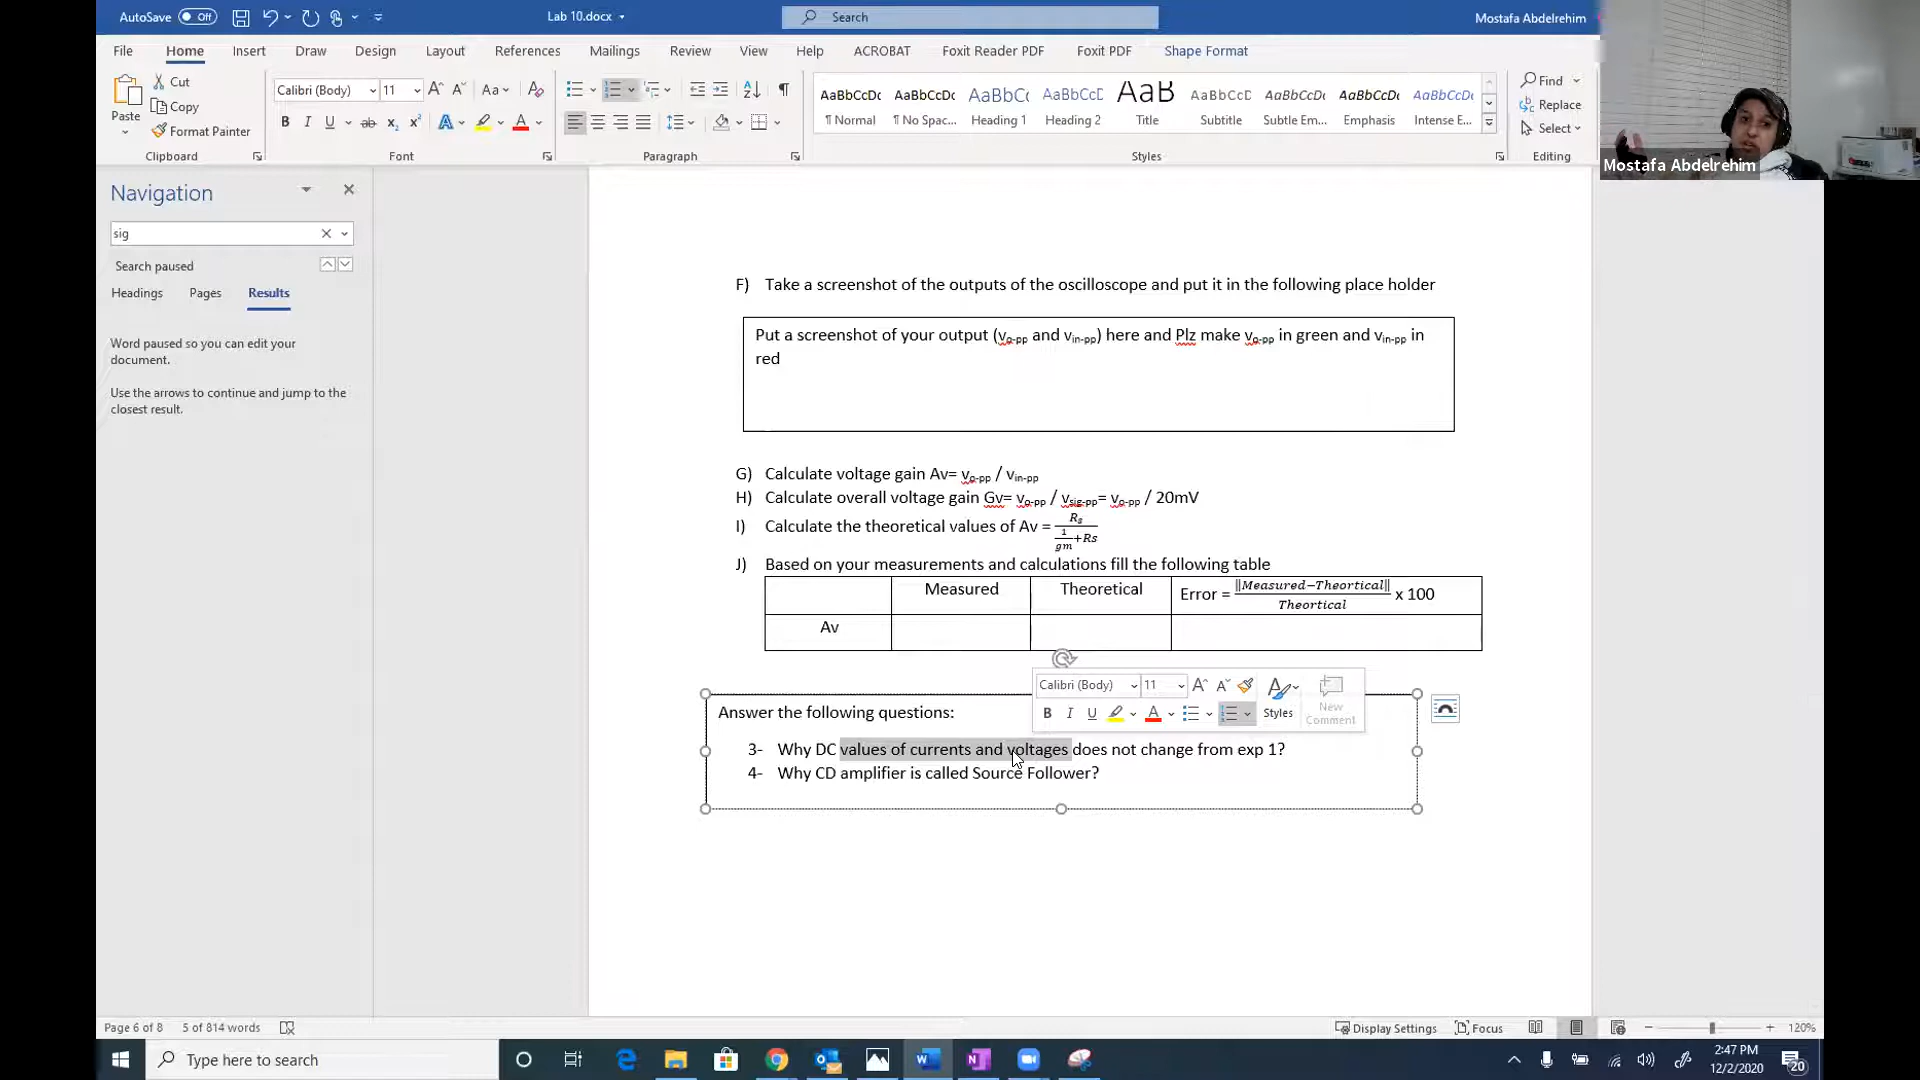 AutoSave Off
Lab 10.docx
Search
Mostafa Abdelrehim
File Home Insert Draw Design Layout References Mailings Review View Help ACROBAT Foxit Reader PDF Foxit PDF Shape Format
Paste
Cut
Copy
Format Painter
Clipboard
Calibri (Body) 11
Font
Paragraph
AaBbCcDc AaBbCcDc AaBbCc AaBbCcD AaB AaBbCcD AaBbCcDc AaBbCcDc AaBbCcDc
¶ Normal ¶ No Spac... Heading 1 Heading 2 Title Subtitle Subtle Em... Emphasis Intense E...
Styles
Find
Replace
Select
Editing
Mostafa Abdelrehim
Navigation
sig
Search paused
Headings Pages Results
Word paused so you can edit your
document.
Use the arrows to continue and jump to the
closest result.
F) Take a screenshot of the outputs of the oscilloscope and put it in the following place holder
Put a screenshot of your output (vo-pp and vin-pp) here and Plz make vo-pp in green and vin-pp in
red
G) Calculate voltage gain Av= vo-pp / vin-pp
H) Calculate overall voltage gain Gv= vo-pp / vsig-pp= vo-pp / 20mV
I) Calculate the theoretical values of Av = Rs / (1/gm +Rs)
J) Based on your measurements and calculations fill the following table
Measured Theoretical Error = ‖Measured−Theortical‖ / Theortical x 100
Av
Calibri (Body) 11
B I U Styles New
Comment
Answer the following questions:
3- Why DC values of currents and voltages does not change from exp 1?
4- Why CD amplifier is called Source Follower?
Page 6 of 8 5 of 814 words
Display Settings Focus 120%
Type here to search
2:47 PM
12/2/2020
20